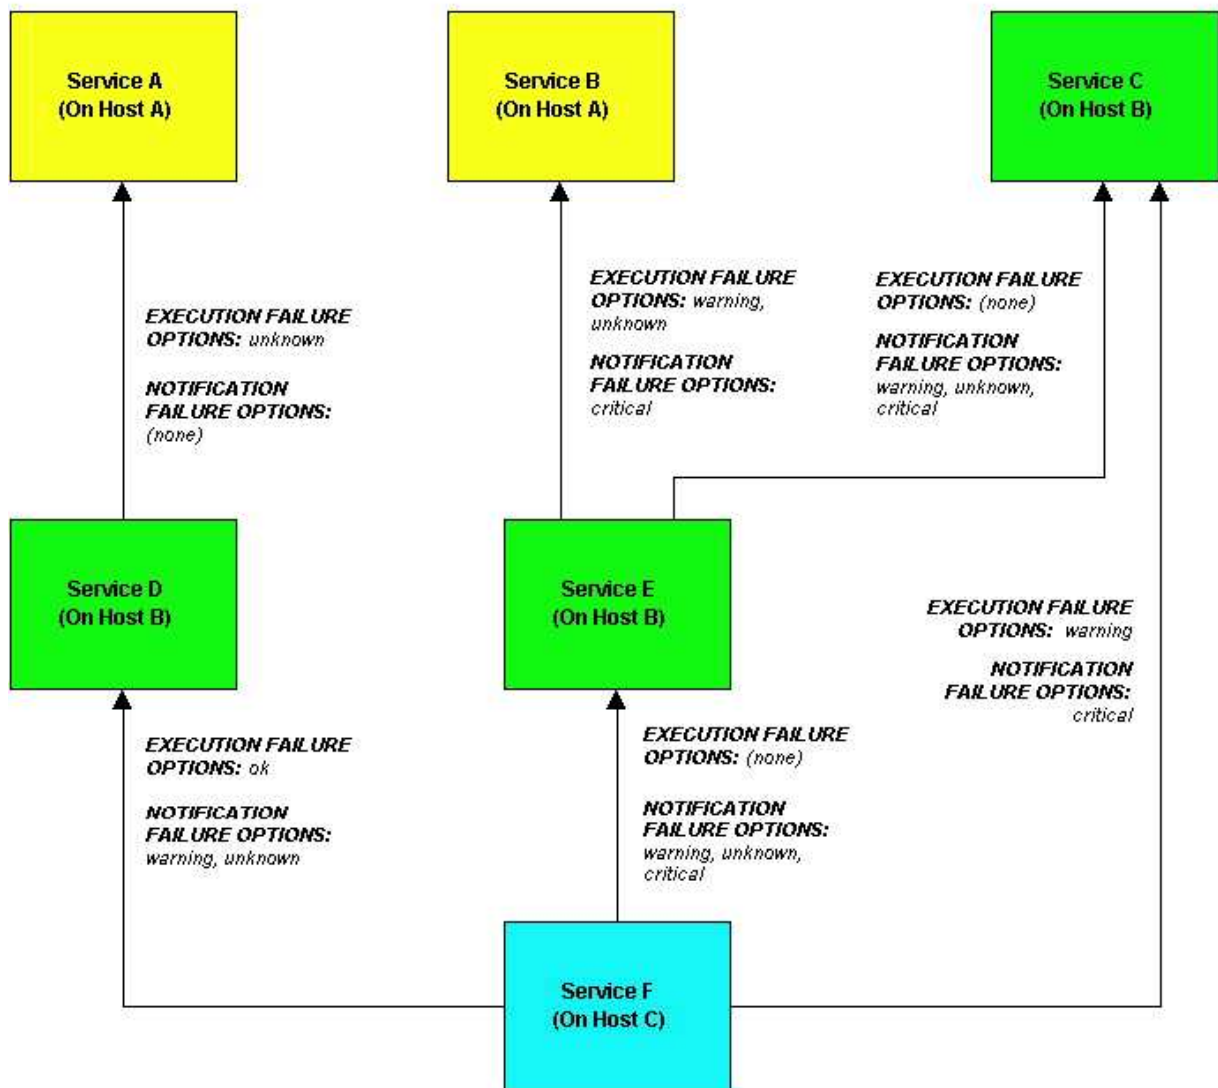 Service A
(On Host A)
Service B
(On Host A)
Service C
(On Host B)
EXECUTION FAILURE
OPTIONS: unknown
NOTIFICATION
FAILURE OPTIONS:
(none)
EXECUTION FAILURE
OPTIONS: warning,
unknown
NOTIFICATION
FAILURE OPTIONS:
critical
EXECUTION FAILURE
OPTIONS: (none)
NOTIFICATION
FAILURE OPTIONS:
warning, unknown,
critical
Service D
(On Host B)
Service E
(On Host B)
EXECUTION FAILURE
OPTIONS: warning
NOTIFICATION
FAILURE OPTIONS:
critical
EXECUTION FAILURE
OPTIONS: ok
NOTIFICATION
FAILURE OPTIONS:
warning, unknown
EXECUTION FAILURE
OPTIONS: (none)
NOTIFICATION
FAILURE OPTIONS:
warning, unknown,
critical
Service F
(On Host C)